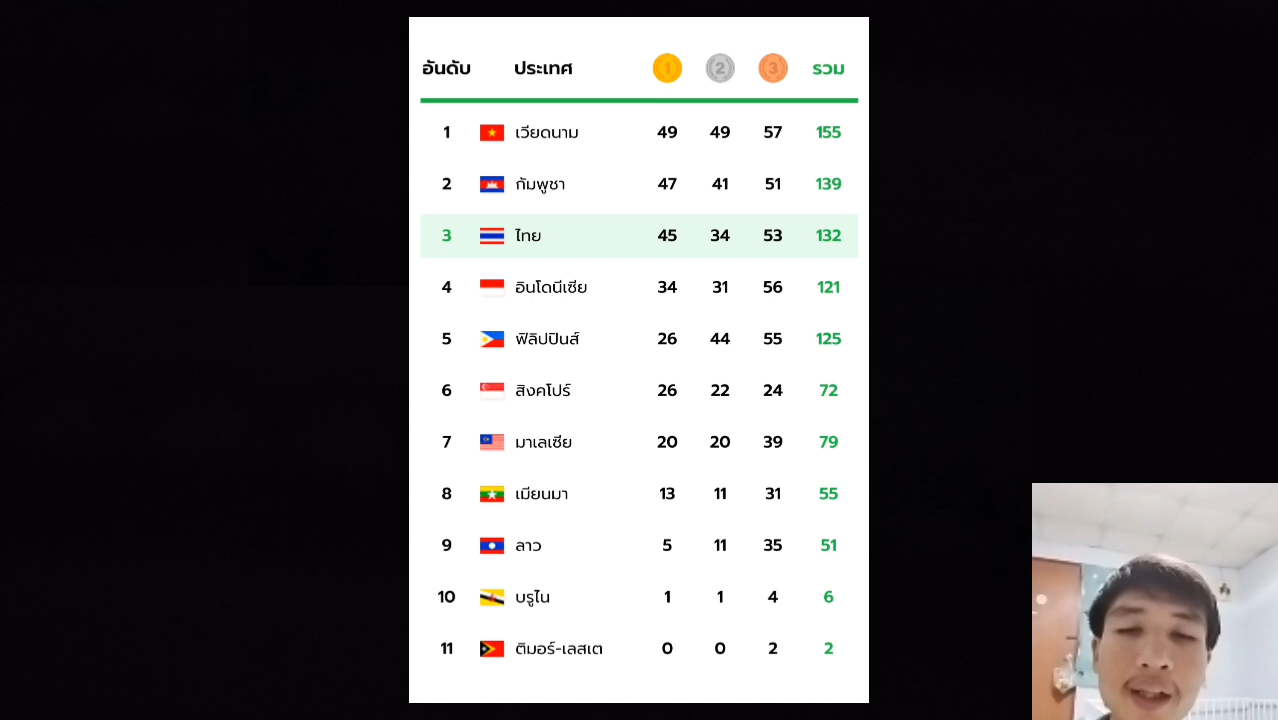 อันดับ ประเทศ 1 2 3 รวม
1 เวียดนาม 49 49 57 155
2 กัมพูชา 47 41 51 139
3 ไทย 45 34 53 132
4 อินโดนีเซีย 34 31 56 121
5 ฟิลิปปินส์ 26 44 55 125
6 สิงคโปร์ 26 22 24 72
7 มาเลเซีย 20 20 39 79
8 เมียนมา 13 11 31 55
9 ลาว 5 11 35 51
10 บรูไน 1 1 4 6
11 ติมอร์-เลสเต 0 0 2 2